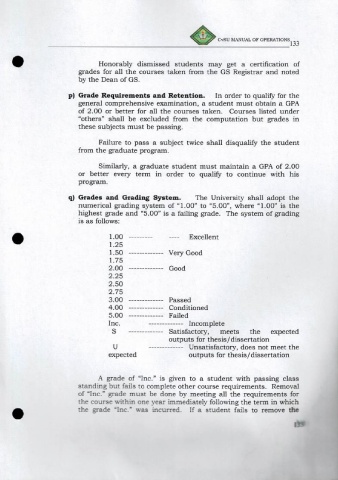 CvSU MANUAL OF OPERATIONS 133
Honorably dismissed students may get a certification of
grades for all the courses taken from the GS Registrar and noted
by the Dean of GS.
p) Grade Requirements and Retention. In order to qualify for the
general comprehensive examination, a student must obtain a GPA
of 2.00 or better for all the courses taken. Courses listed under
"others" shall be excluded from the computation but grades in
these subjects must be passing.
Failure to pass a subject twice shall disqualify the student
from the graduate program.
Similarly, a graduate student must maintain a GPA of 2.00
or better every term in order to qualify to continue with his
program.
q) Grades and Grading System. The University shall adopt the
numerical grading system of "1.00" to "5.00", where "1.00" is the
highest grade and "5.00" is a failing grade. The system of grading
is as follows:
1.00 --------- ---- Excellent
1.25
1.50 ------------- Very Good
1.75
2.00 ------------- Good
2.25
2.50
2.75
3.00 ------------- Passed
4.00 ------------- Conditioned
5.00 ------------- Failed
Inc. ------------- Incomplete
S ------------- Satisfactory, meets the expected
outputs for thesis/dissertation
U ------------- Unsatisfactory, does not meet the
expected outputs for thesis/dissertation
A grade of "Inc." is given to a student with passing class
standing but fails to complete other course requirements. Removal
of "Inc." grade must be done by meeting all the requirements for
the course within one year immediately following the term in which
the grade "Inc." was incurred. If a student fails to remove the